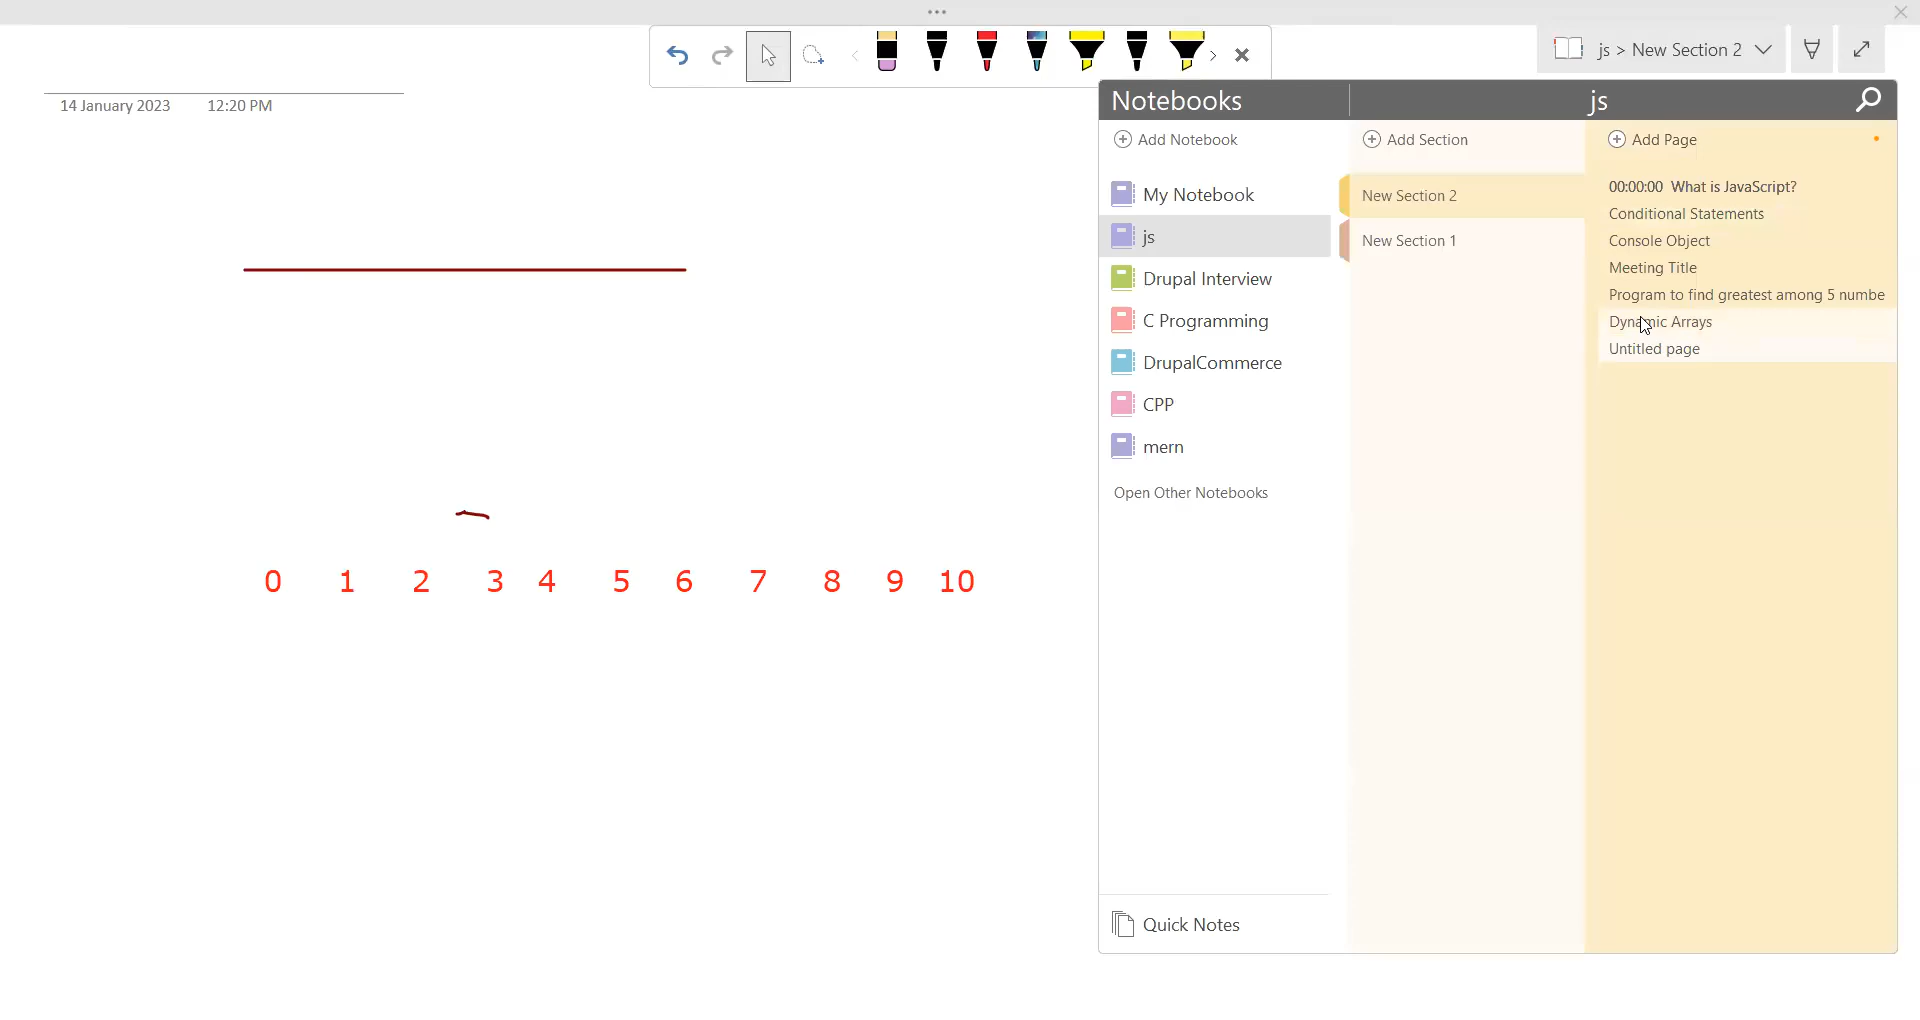 js > New Section 2
14 January 2023 12:20 PM
0 1 2 3 4 5 6 7 8 9 10
Notebooks
Add Notebook
My Notebook
js
Drupal Interview
C Programming
DrupalCommerce
CPP
mern
Open Other Notebooks
Quick Notes
Add Section
New Section 2
New Section 1
js
Add Page
00:00:00 What is JavaScript?
Conditional Statements
Console Object
Meeting Title
Program to find greatest among 5 numbe
Dynamic Arrays
Untitled page